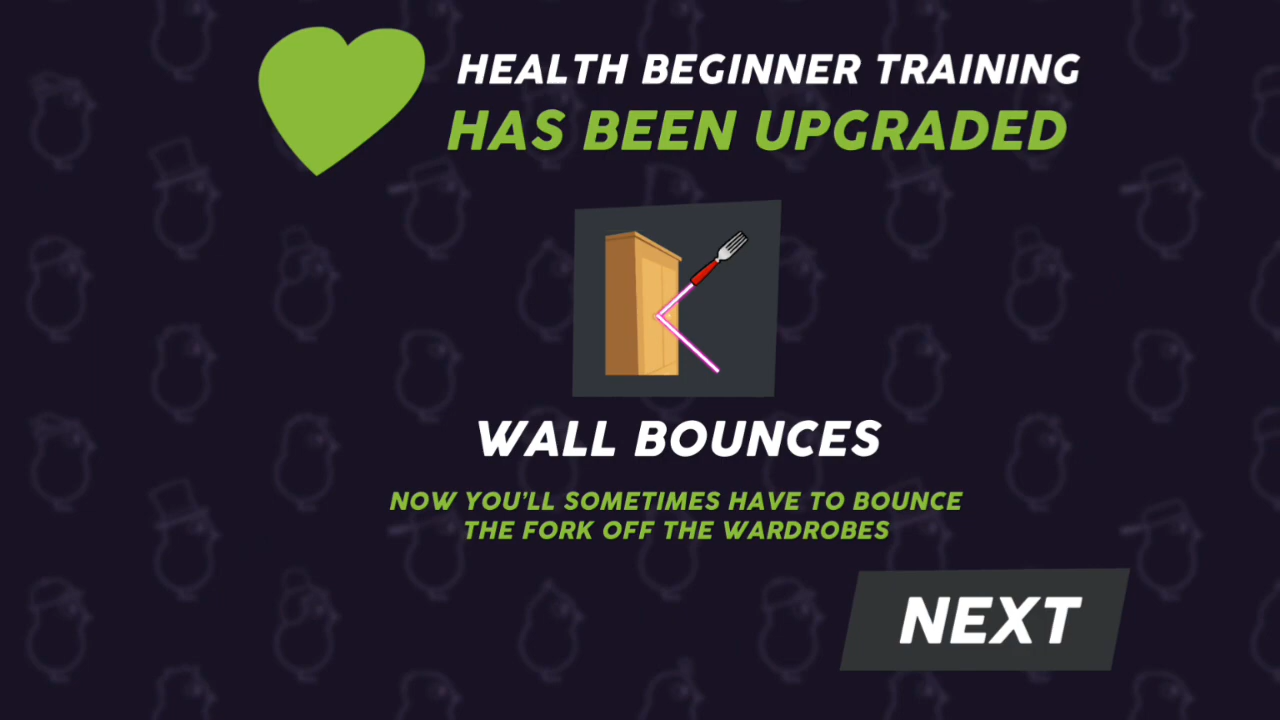 HEALTH BEGINNER TRAINING
HAS BEEN UPGRADED
WALL BOUNCES
NOW YOU'LL SOMETIMES HAVE TO BOUNCE
THE FORK OFF THE WARDROBES
NEXT